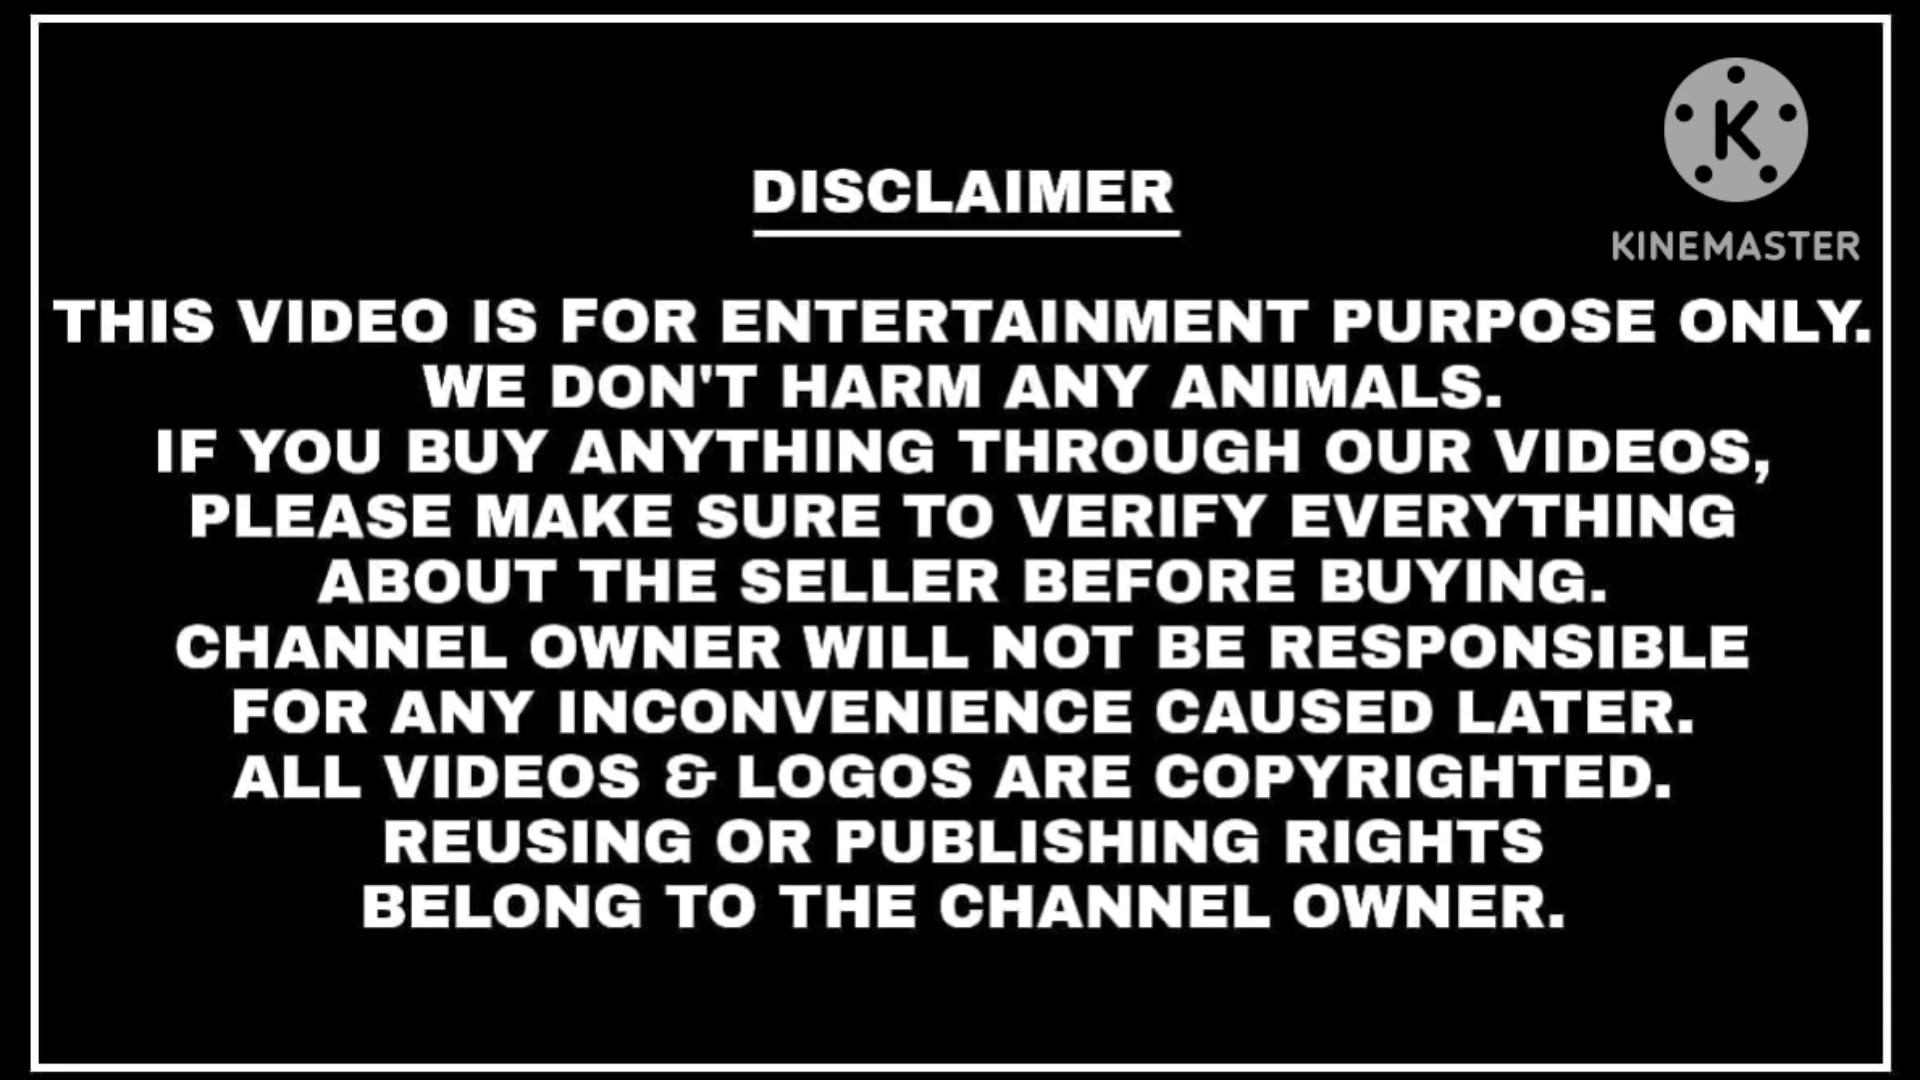 DISCLAIMER
K
KINEMASTER
THIS VIDEO IS FOR ENTERTAINMENT PURPOSE ONLY.
WE DON'T HARM ANY ANIMALS.
IF YOU BUY ANYTHING THROUGH OUR VIDEOS,
PLEASE MAKE SURE TO VERIFY EVERYTHING
ABOUT THE SELLER BEFORE BUYING.
CHANNEL OWNER WILL NOT BE RESPONSIBLE
FOR ANY INCONVENIENCE CAUSED LATER.
ALL VIDEOS & LOGOS ARE COPYRIGHTED.
REUSING OR PUBLISHING RIGHTS
BELONG TO THE CHANNEL OWNER.